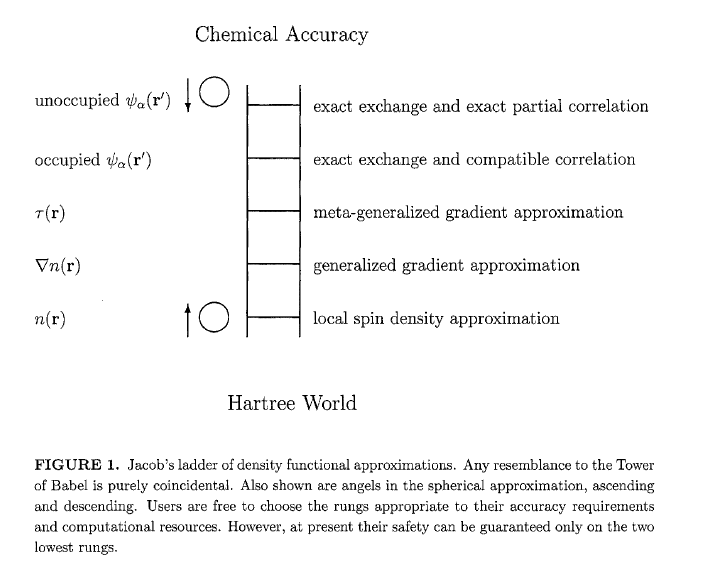 Chemical Accuracy
unoccupied ψα(r′)
exact exchange and exact partial correlation
occupied ψα(r′)
exact exchange and compatible correlation
τ(r)
meta-generalized gradient approximation
∇n(r)
generalized gradient approximation
n(r)
local spin density approximation
Hartree World
FIGURE 1. Jacob's ladder of density functional approximations. Any resemblance to the Tower
of Babel is purely coincidental. Also shown are angels in the spherical approximation, ascending
and descending. Users are free to choose the rungs appropriate to their accuracy requirements
and computational resources. However, at present their safety can be guaranteed only on the two
lowest rungs.